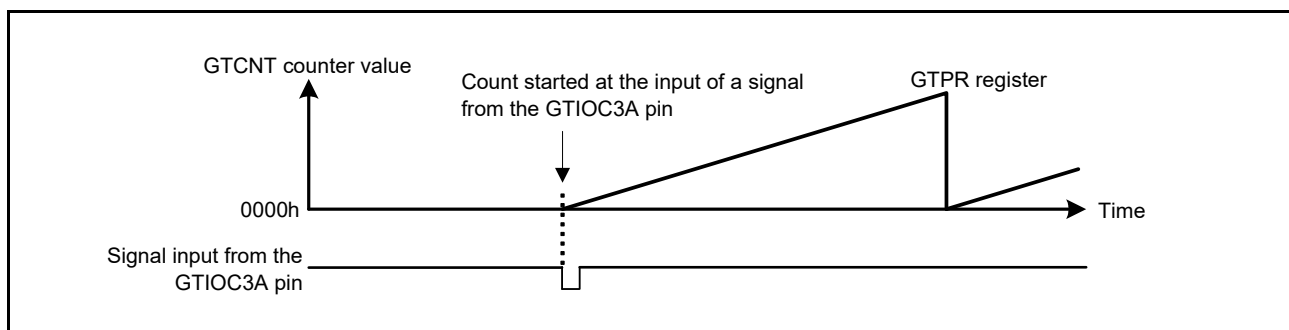 GTCNT counter value
Count started at the input of a signal
from the GTIOC3A pin
GTPR register
0000h
Time
Signal input from the
GTIOC3A pin